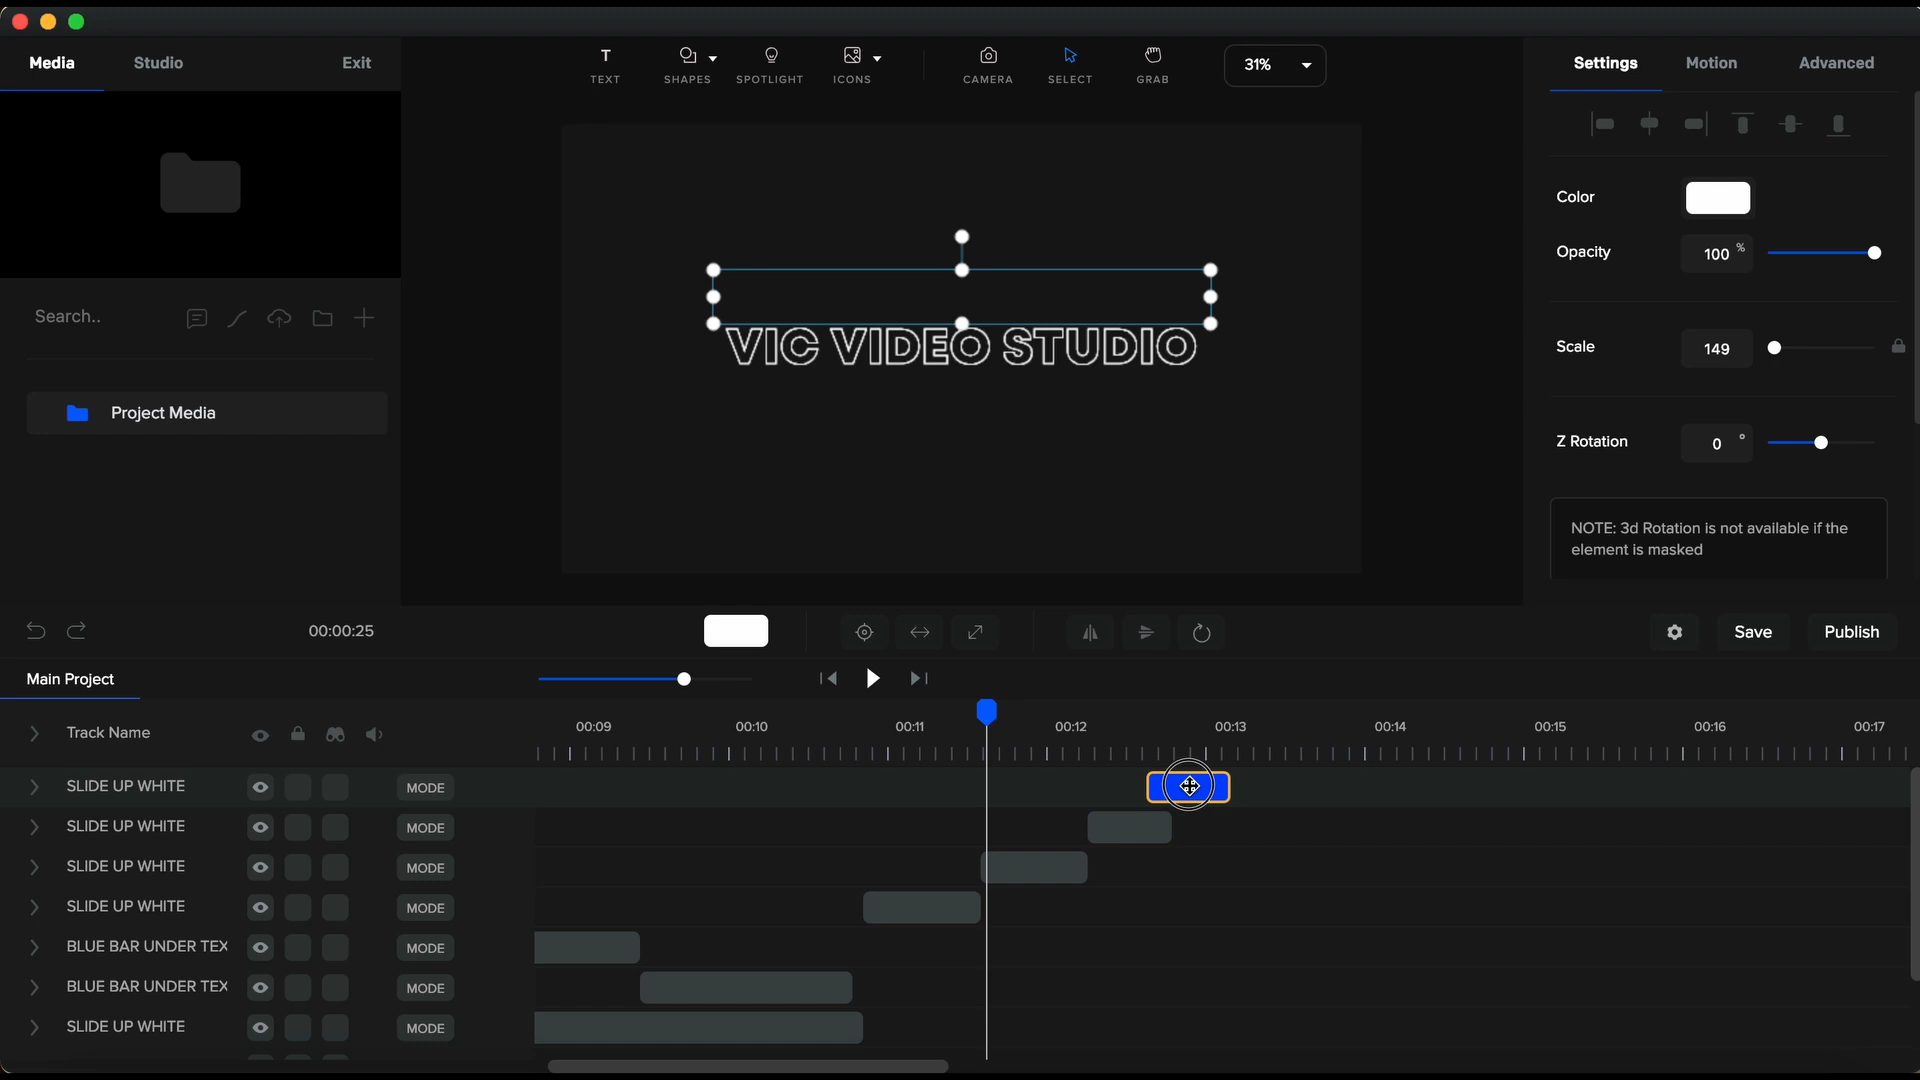 Media Studio Exit
TEXT SHAPES SPOTLIGHT ICONS CAMERA SELECT GRAB 31%
Settings Motion Advanced
Color
Opacity 100 %
Scale 149
Z Rotation 0 °
NOTE: 3d Rotation is not available if the
element is masked
Search..
Project Media
VIC VIDEO STUDIO
00:00:25
Save Publish
Main Project
Track Name
00:09 00:10 00:11 00:12 00:13 00:14 00:15 00:16 00:17
SLIDE UP WHITE MODE
SLIDE UP WHITE MODE
SLIDE UP WHITE MODE
SLIDE UP WHITE MODE
BLUE BAR UNDER TEX MODE
BLUE BAR UNDER TEX MODE
SLIDE UP WHITE MODE